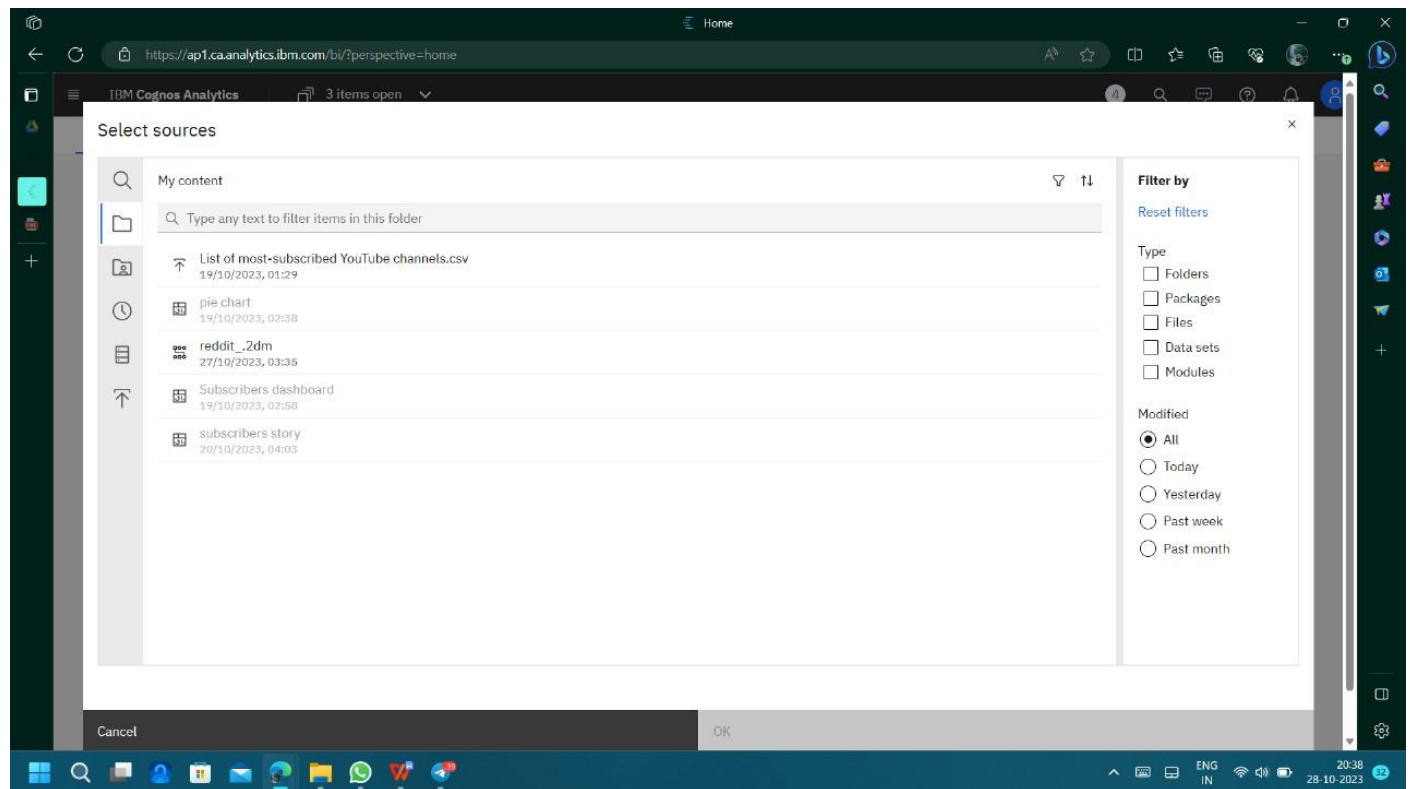 Home
https://ap1.ca.analytics.ibm.com/bi/?perspective=home
IBM Cognos Analytics
3 items open
4
Select sources
My content
Type any text to filter items in this folder
List of most-subscribed YouTube channels.csv
19/10/2023, 01:29
pie chart
19/10/2023, 02:38
reddit_.2dm
27/10/2023, 03:35
Subscribers dashboard
19/10/2023, 02:58
subscribers story
20/10/2023, 04:03
Filter by
Reset filters
Type
Folders
Packages
Files
Data sets
Modules
Modified
All
Today
Yesterday
Past week
Past month
Cancel
OK
ENG
IN
20:38
28-10-2023
32